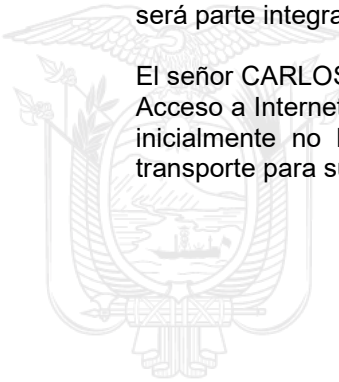 será parte integra
El señor CARLOS
Acceso a Internet
inicialmente no
transporte para su